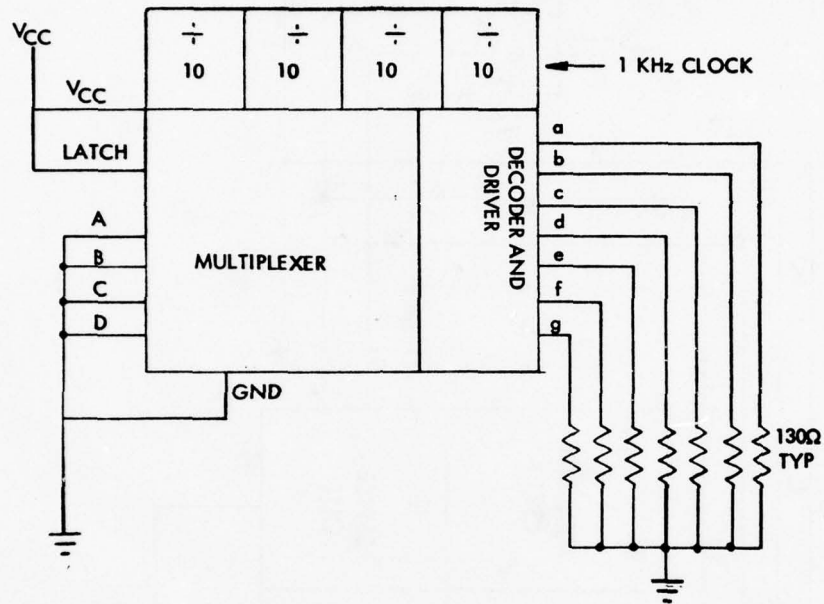 VCC
÷ ÷ ÷ ÷
10 10 10 10
1 KHz CLOCK
VCC
LATCH
A
B
C
D
MULTIPLEXER
GND
DECODER AND
DRIVER
a
b
c
d
e
f
g
130Ω
TYP